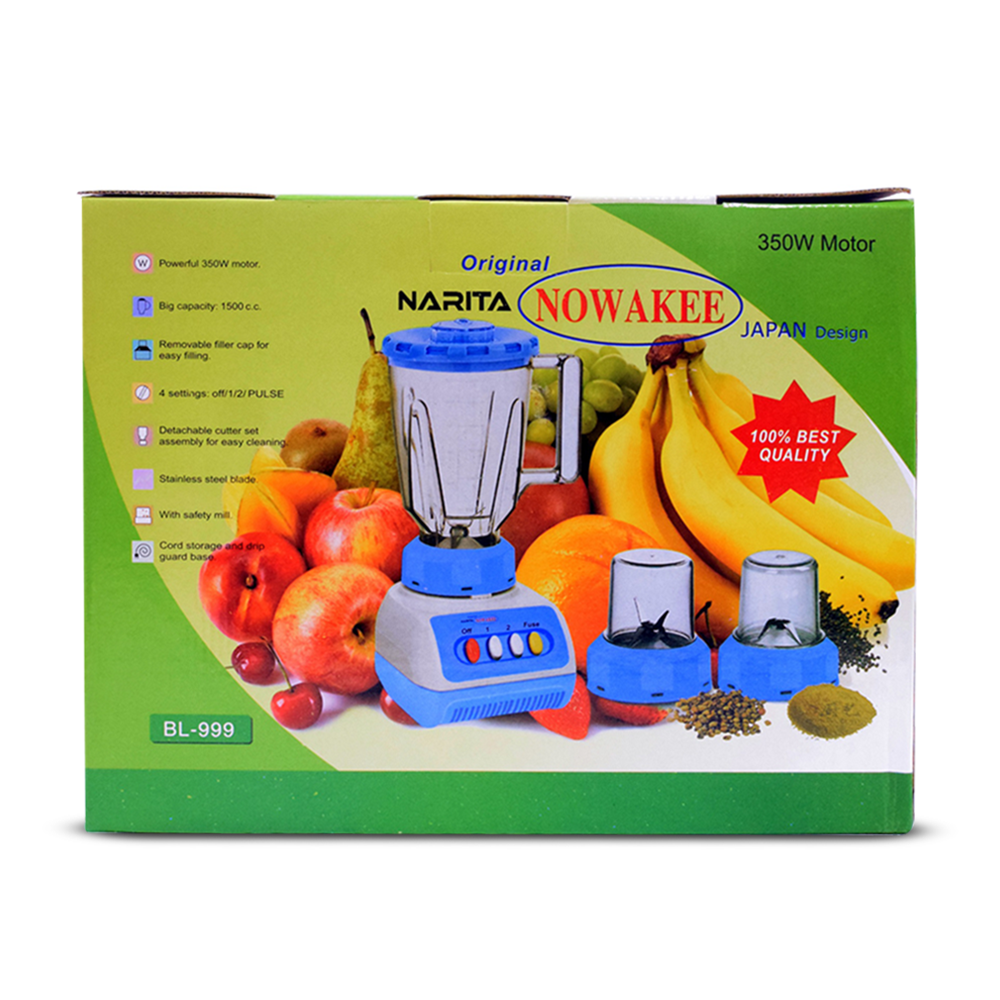 350W Motor
Original
NARITA NOWAKEE
JAPAN Design
W Powerful 350W motor.
Big capacity: 1500 c.c.
Removable filler cap for
easy filling.
4 settings: off/1/2/ PULSE
Detachable cutter set
assembly for easy cleaning.
Stainless steel blade.
With safety mill.
Cord storage and drip
guard base.
100% BEST
QUALITY
Off 1 2 Fuse
BL-999